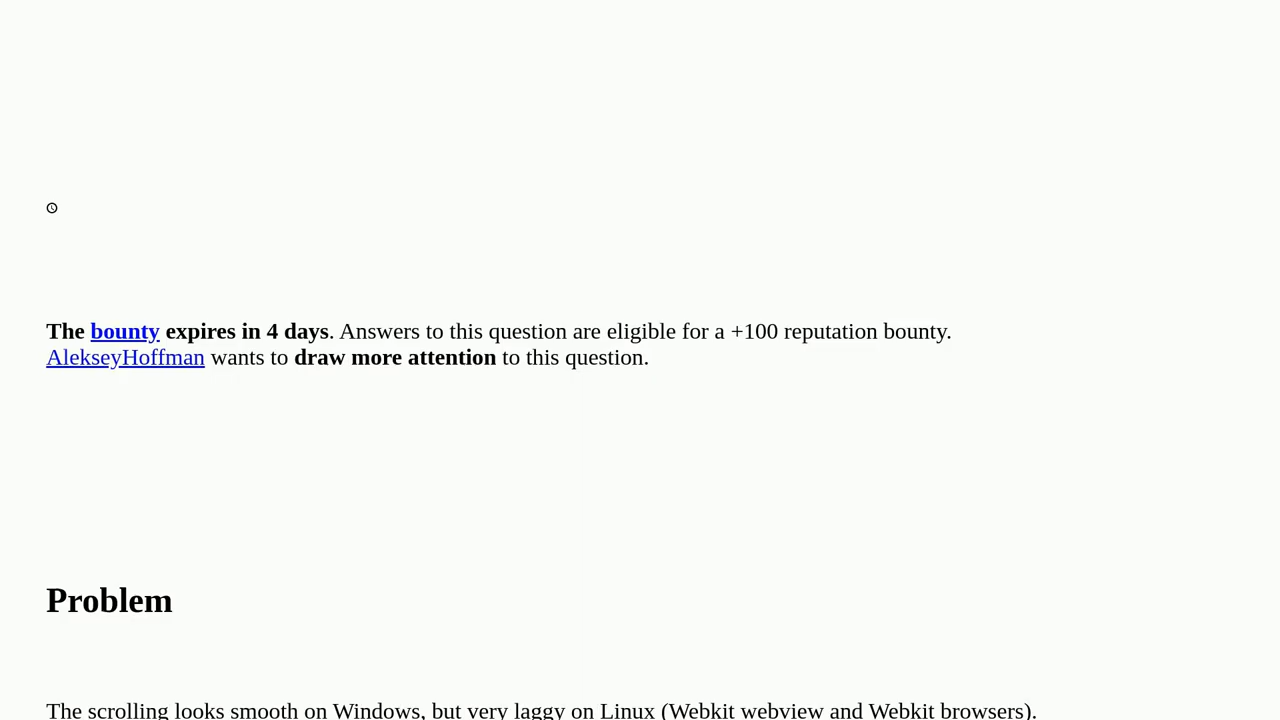 The bounty expires in 4 days. Answers to this question are eligible for a +100 reputation bounty.
AlekseyHoffman wants to draw more attention to this question.
Problem
The scrolling looks smooth on Windows, but very laggy on Linux (Webkit webview and Webkit browsers).